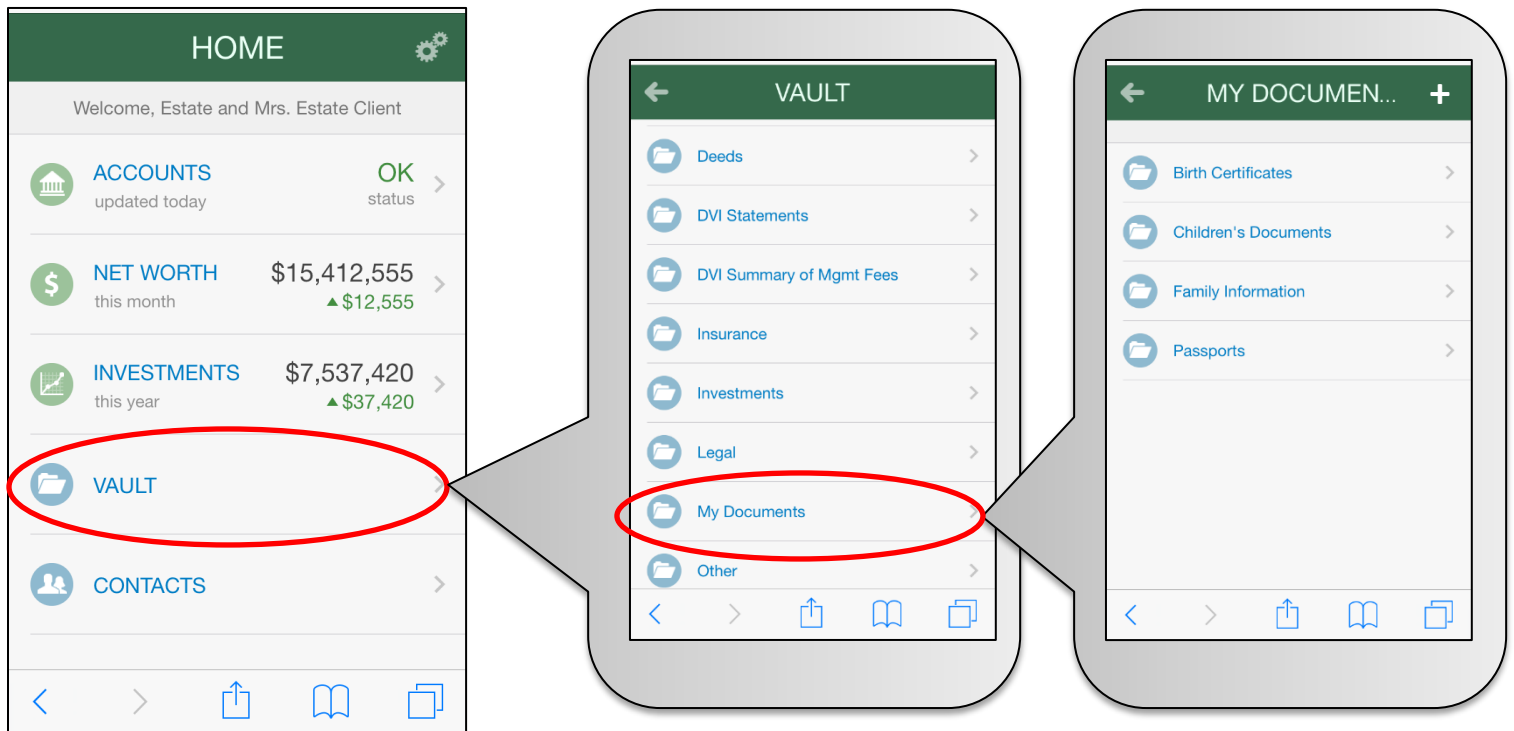 HOME
Welcome, Estate and Mrs. Estate Client
ACCOUNTS OK
updated today status
NET WORTH $15,412,555
this month ▲$12,555
INVESTMENTS $7,537,420
this year ▲$37,420
VAULT
CONTACTS
VAULT
Deeds
DVI Statements
DVI Summary of Mgmt Fees
Insurance
Investments
Legal
My Documents
Other
MY DOCUMEN... +
Birth Certificates
Children's Documents
Family Information
Passports